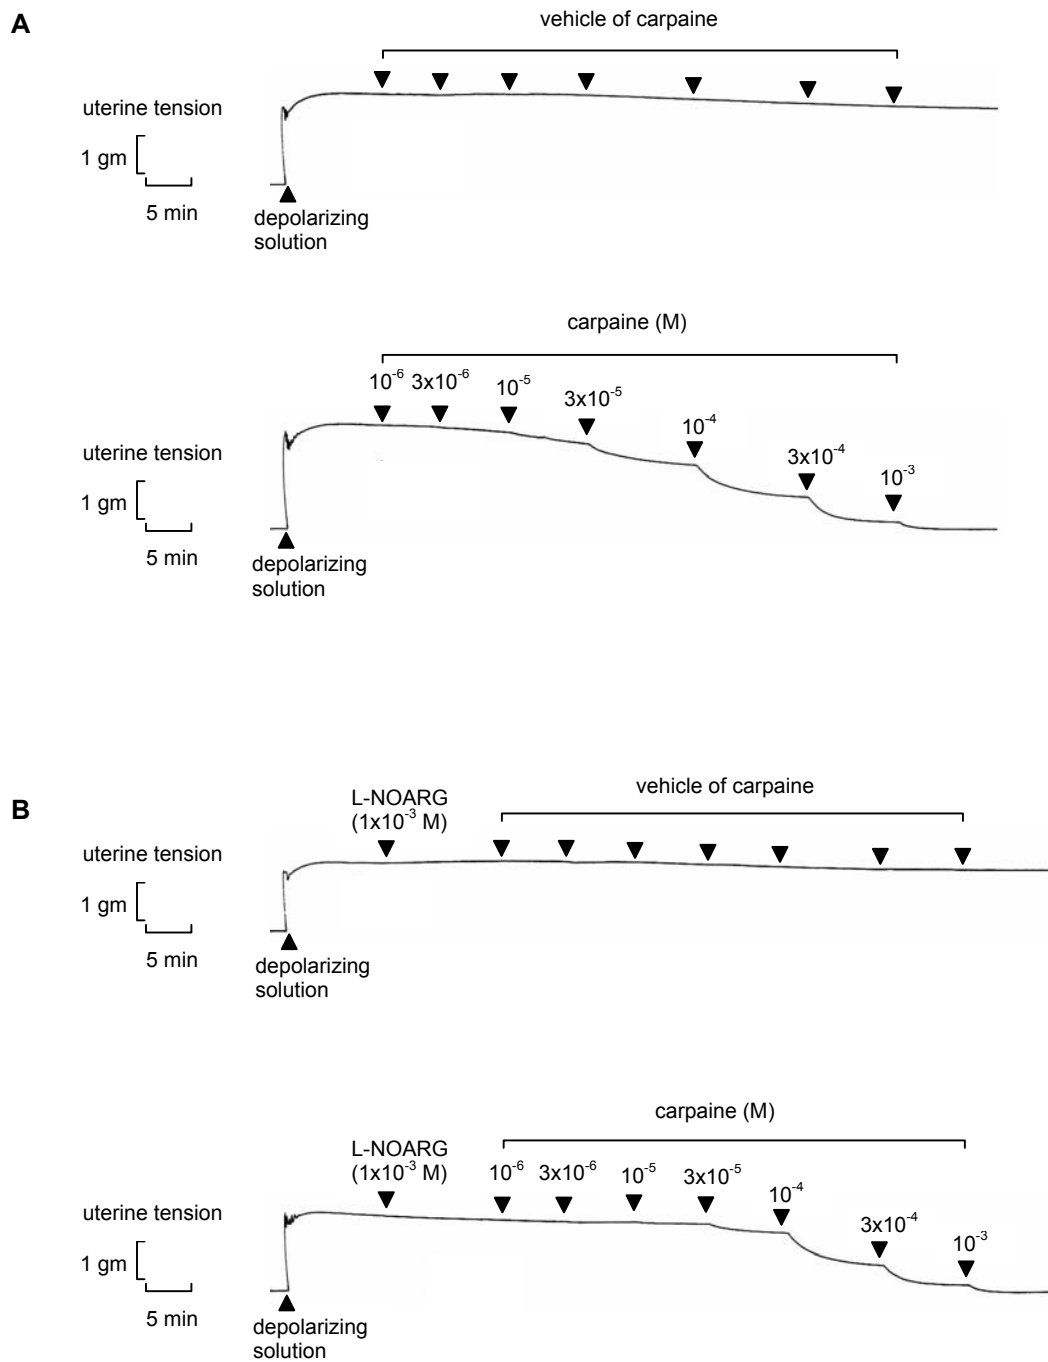 A
vehicle of carpaine
uterine tension
1 gm
5 min
depolarizing
solution
carpaine (M)
10⁻⁶ 3x10⁻⁶ 10⁻⁵ 3x10⁻⁵ 10⁻⁴ 3x10⁻⁴ 10⁻³
uterine tension
1 gm
5 min
depolarizing
solution
B
L-NOARG
(1x10⁻³ M)
vehicle of carpaine
uterine tension
1 gm
5 min
depolarizing
solution
carpaine (M)
L-NOARG
(1x10⁻³ M)
10⁻⁶ 3x10⁻⁶ 10⁻⁵ 3x10⁻⁵ 10⁻⁴ 3x10⁻⁴ 10⁻³
uterine tension
1 gm
5 min
depolarizing
solution